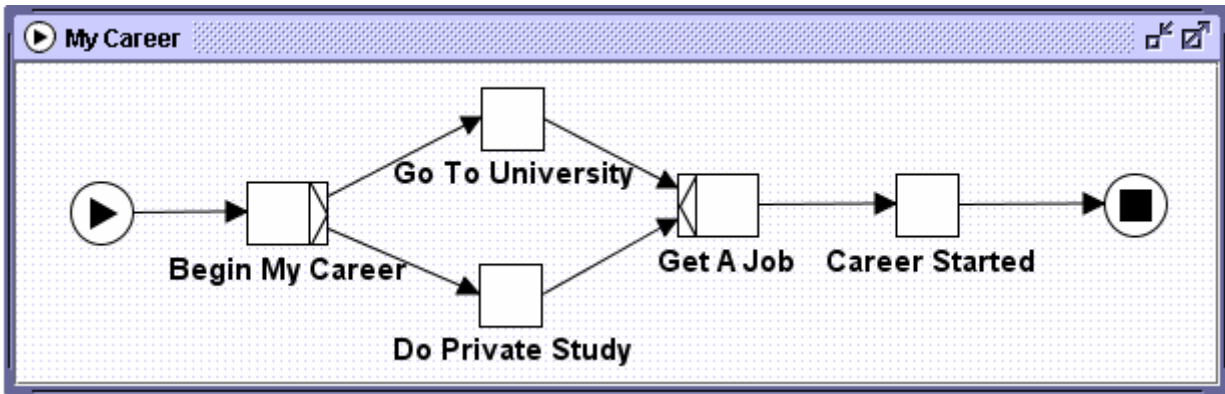 My Career
Go To University
Begin My Career
Get A Job
Career Started
Do Private Study